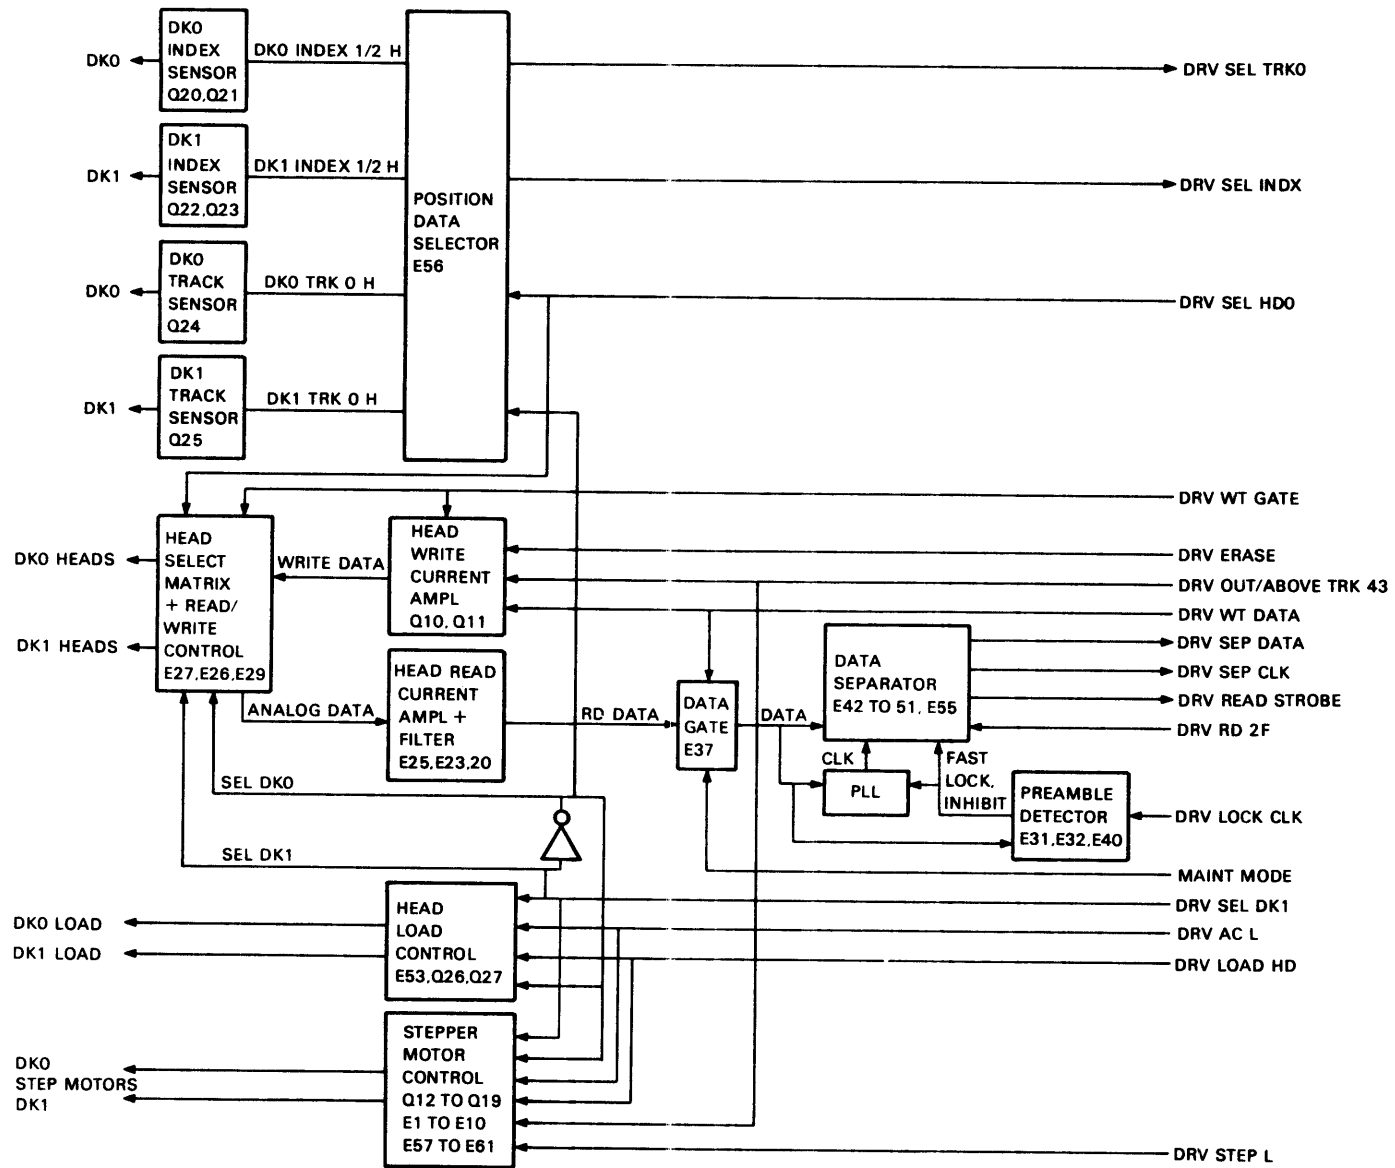 DK0
INDEX
SENSOR
Q20,Q21
DK0
DK0 INDEX 1/2 H
DK1
INDEX
SENSOR
Q22,Q23
DK1
DK1 INDEX 1/2 H
DK0
TRACK
SENSOR
Q24
DK0
DK0 TRK 0 H
DK1
TRACK
SENSOR
Q25
DK1
DK1 TRK 0 H
POSITION
DATA
SELECTOR
E56
DRV SEL TRK0
DRV SEL INDX
DRV SEL HD0
DRV WT GATE
DRV ERASE
DRV OUT/ABOVE TRK 43
DRV WT DATA
DRV SEP DATA
DRV SEP CLK
DRV READ STROBE
DRV RD 2F
DRV LOCK CLK
MAINT MODE
DRV SEL DK1
DRV AC L
DRV LOAD HD
DRV STEP L
DK0 HEADS
DK1 HEADS
HEAD
SELECT
MATRIX
+ READ/
WRITE
CONTROL
E27,E26,E29
WRITE DATA
HEAD
WRITE
CURRENT
AMPL
Q10, Q11
ANALOG DATA
HEAD READ
CURRENT
AMPL +
FILTER
E25,E23,20
RD DATA
DATA
GATE
E37
DATA
DATA
SEPARATOR
E42 TO 51, E55
CLK
FAST
LOCK,
INHIBIT
PLL
PREAMBLE
DETECTOR
E31,E32,E40
SEL DK0
SEL DK1
DK0 LOAD
DK1 LOAD
HEAD
LOAD
CONTROL
E53,Q26,Q27
DK0
STEP MOTORS
DK1
STEPPER
MOTOR
CONTROL
Q12 TO Q19
E1 TO E10
E57 TO E61